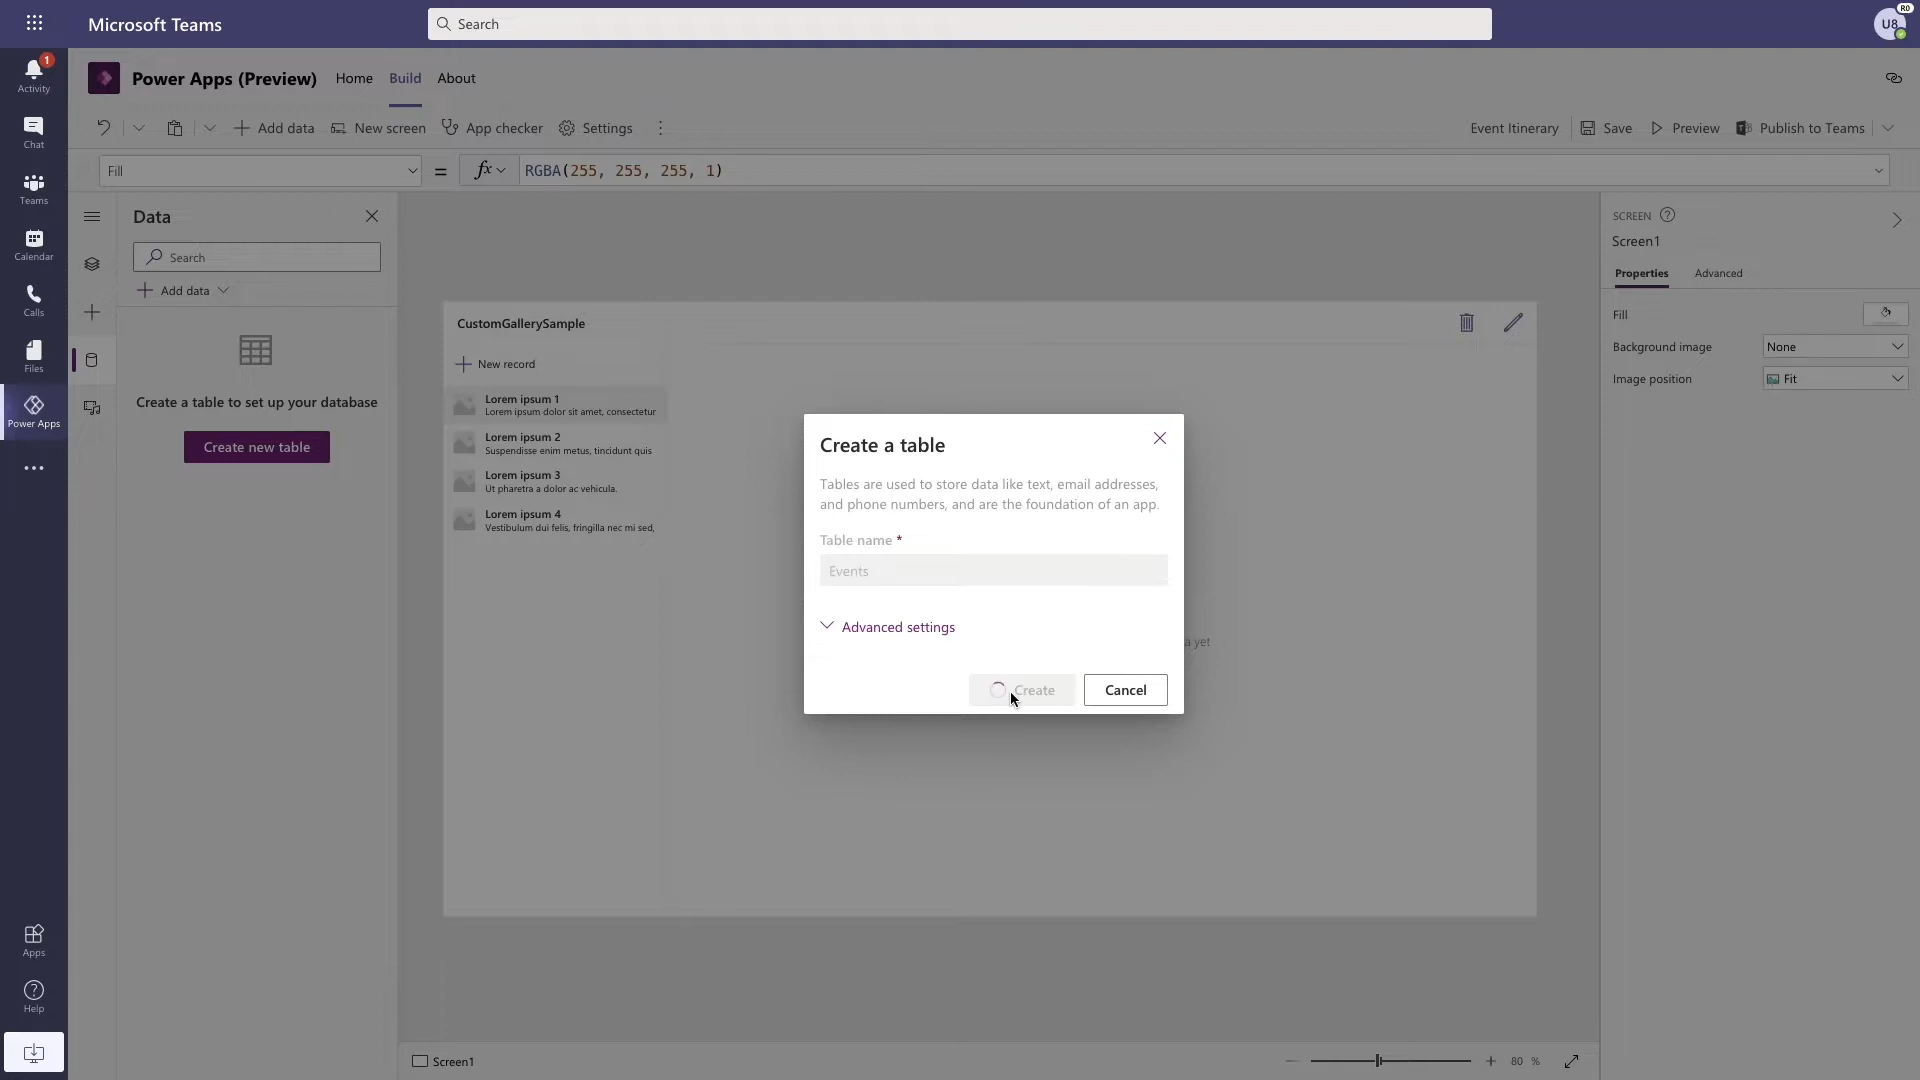 Microsoft Teams
Search
U8
R0
1
Activity
Chat
Teams
Calendar
Calls
Files
Power Apps
Apps
Help
Power Apps (Preview)
Home
Build
About
Add data
New screen
App checker
Settings
Event Itinerary
Save
Preview
Publish to Teams
Fill
=
fx
RGBA(255, 255, 255, 1)
Data
Search
Add data
Create a table to set up your database
Create new table
CustomGallerySample
New record
Lorem ipsum 1
Lorem ipsum dolor sit amet, consectetur
Lorem ipsum 2
Suspendisse enim metus, tincidunt quis
Lorem ipsum 3
Ut pharetra a dolor ac vehicula.
Lorem ipsum 4
Vestibulum dui felis, fringilla nec mi sed,
a yet
Create a table
Tables are used to store data like text, email addresses,
and phone numbers, and are the foundation of an app.
Table name *
Events
Advanced settings
Create
Cancel
SCREEN
Screen1
Properties
Advanced
Fill
Background image
None
Image position
Fit
Screen1
80 %